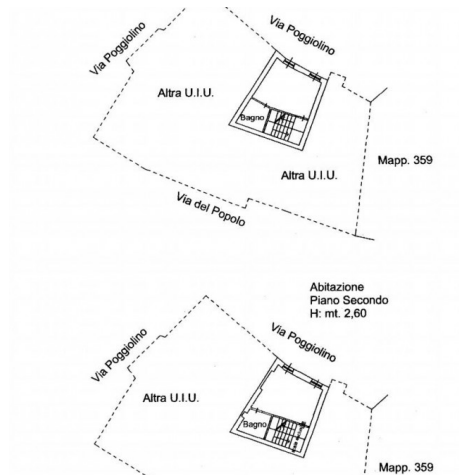 Via Poggiolino
Via Poggiolino
Altra U.I.U.
Bagno
Mapp. 359
Altra U.I.U.
Via del Popolo
Abitazione
Piano Secondo
H: mt. 2,60
Via Poggiolino
Via Poggiolino
Altra U.I.U.
Bagno
Mapp. 359